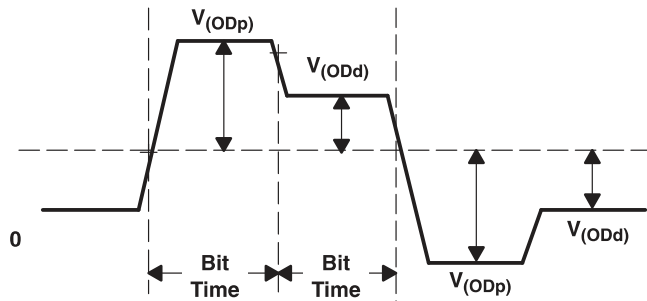 V(ODp)
V(ODd)
0
V(ODd)
Bit
Time
Bit
Time
V(ODp)